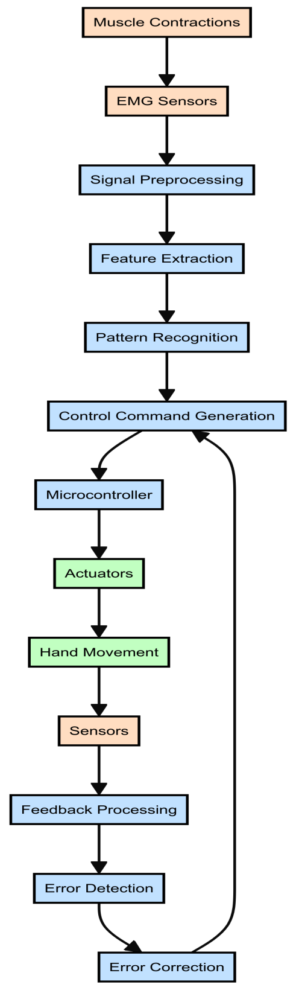 Muscle Contractions
EMG Sensors
Signal Preprocessing
Feature Extraction
Pattern Recognition
Control Command Generation
Microcontroller
Actuators
Hand Movement
Sensors
Feedback Processing
Error Detection
Error Correction